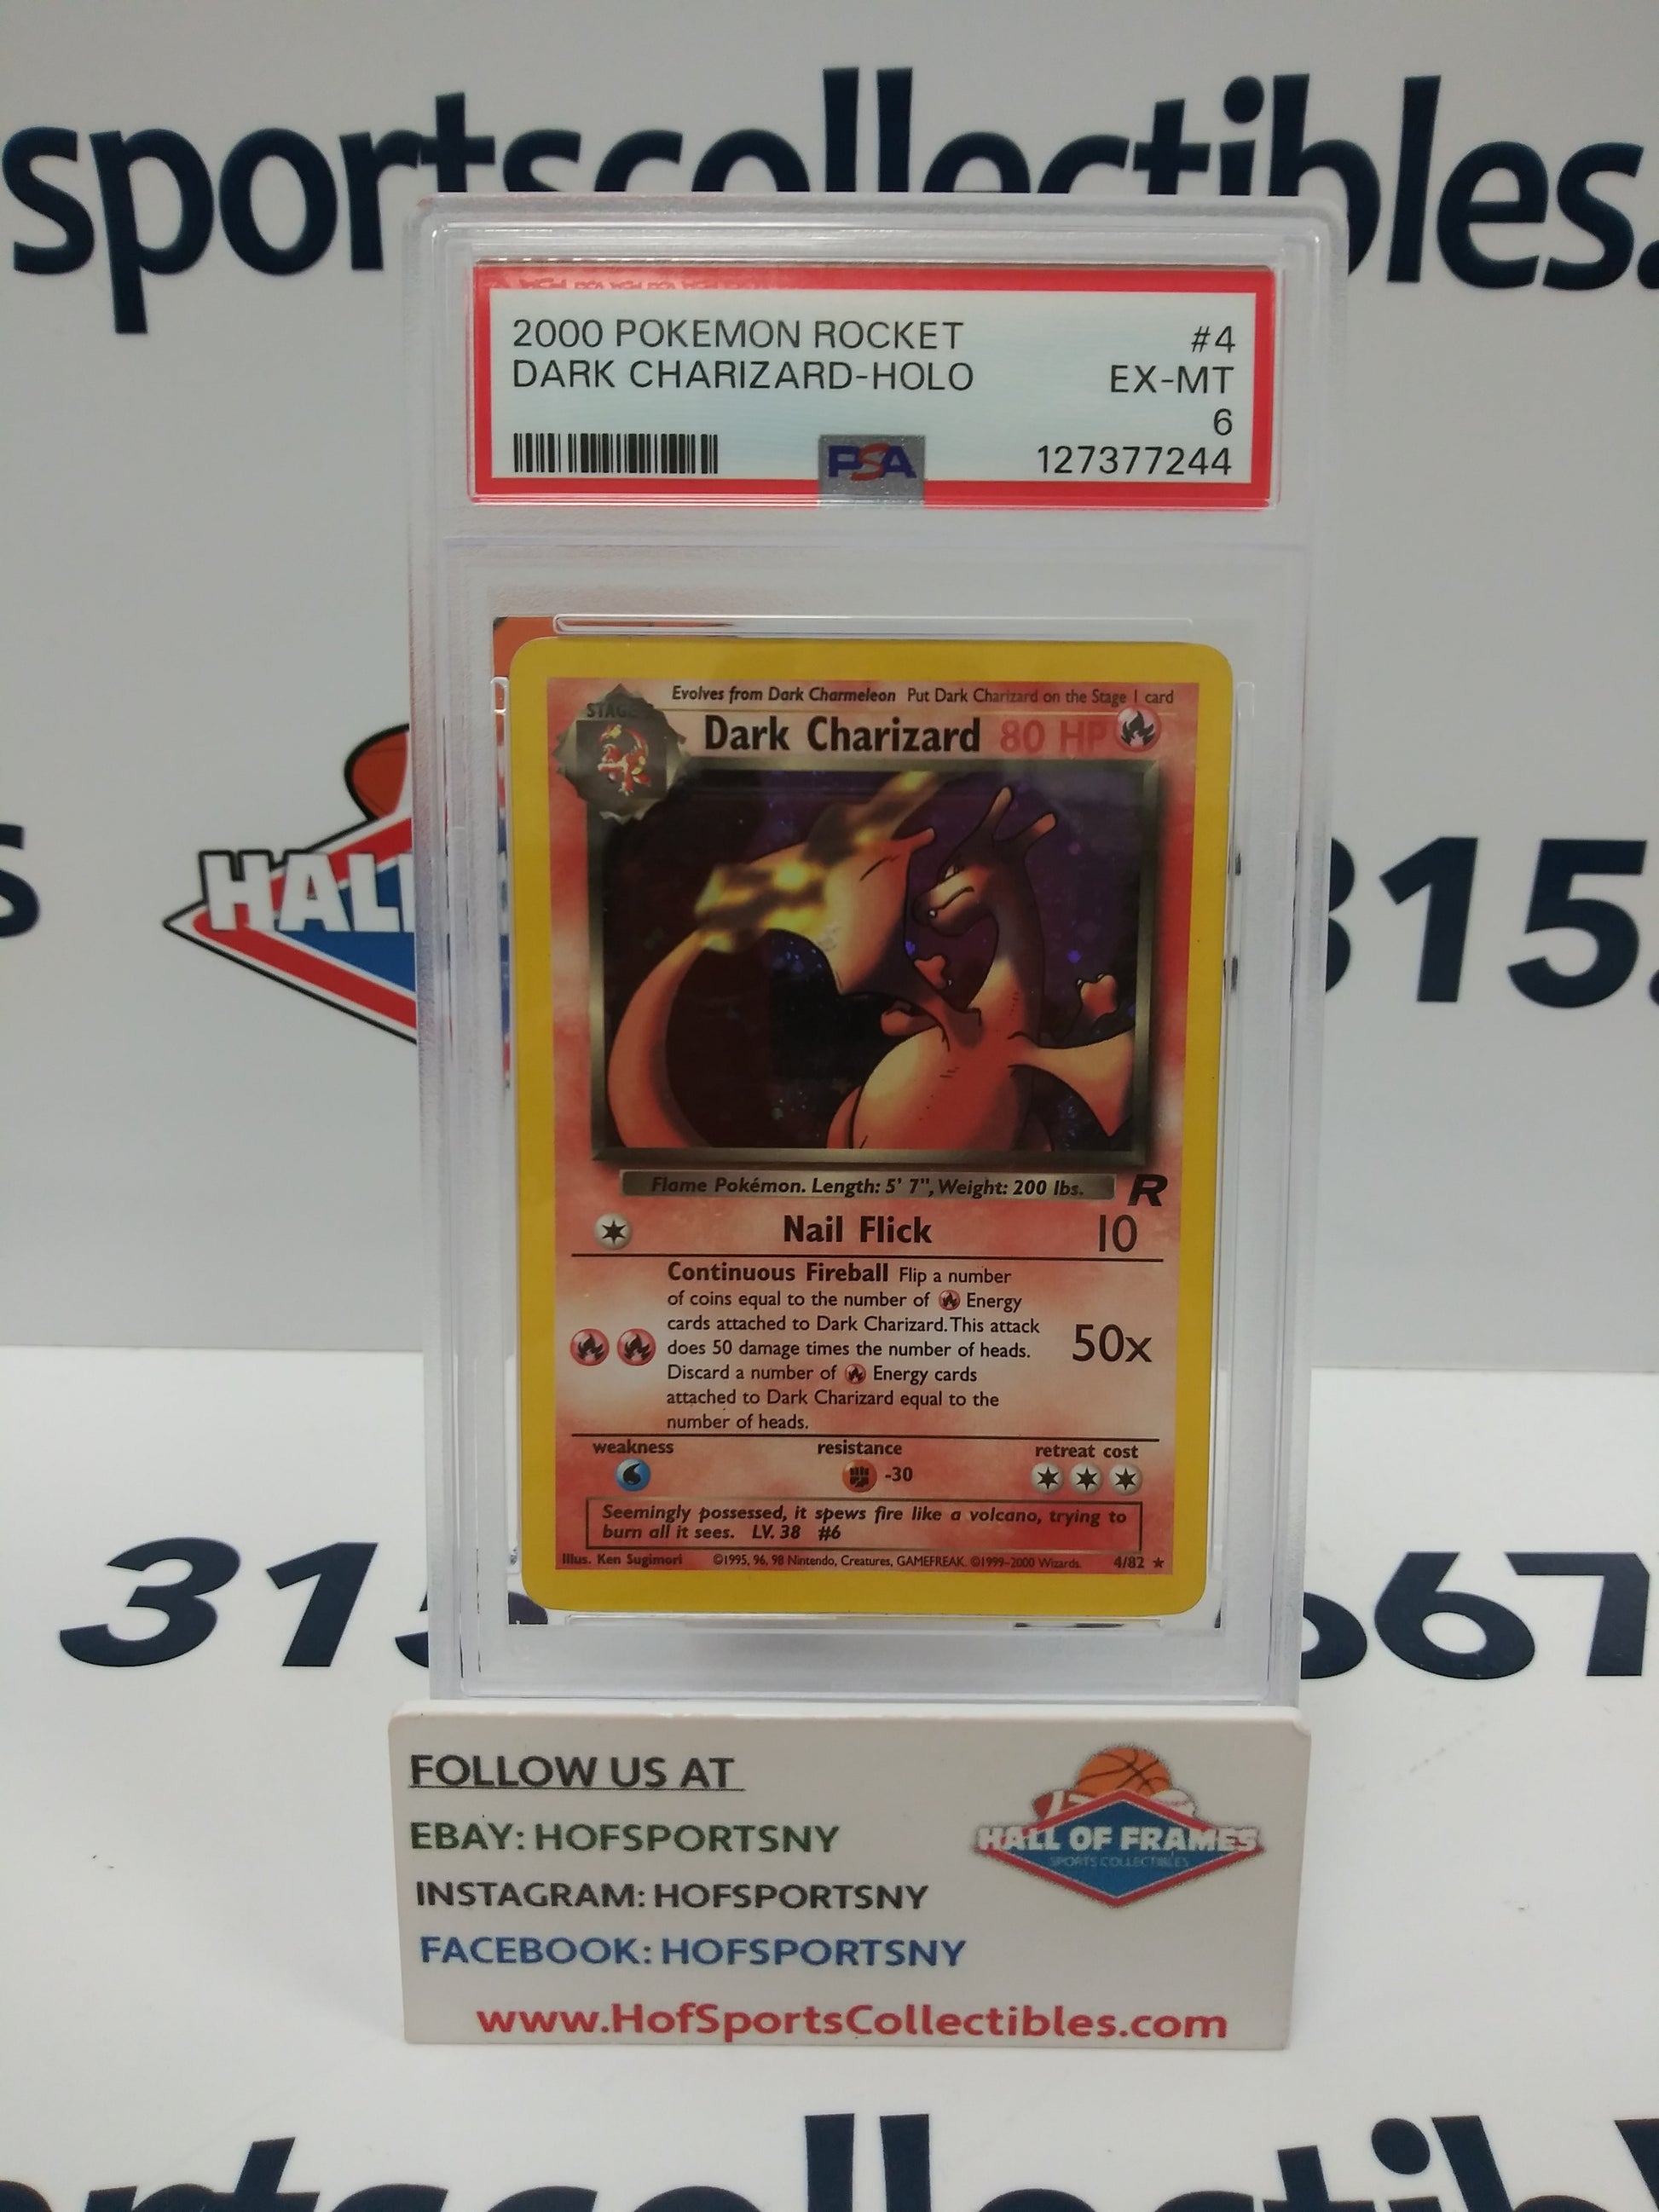 sportscollectibles.
2000 POKEMON ROCKET #4
DARK CHARIZARD-HOLO EX-MT
6
PSA 127377244
Evolves from Dark Charmeleon Put Dark Charizard on the Stage 1 card
STAGE
Dark Charizard 80 HP
HALL
315.
Flame Pokémon. Length: 5' 7", Weight: 200 lbs. R
Nail Flick 10
Continuous Fireball Flip a number
of coins equal to the number of Energy
cards attached to Dark Charizard. This attack
does 50 damage times the number of heads. 50x
Discard a number of Energy cards
attached to Dark Charizard equal to the
number of heads.
weakness resistance retreat cost
-30
Seemingly possessed, it spews fire like a volcano, trying to
burn all it sees. LV. 38 #6
Illus. Ken Sugimori ©1995, 96, 98 Nintendo, Creatures, GAMEFREAK. ©1999-2000 Wizards. 4/82 ★
315 667
FOLLOW US AT
EBAY: HOFSPORTSNY
INSTAGRAM: HOFSPORTSNY
FACEBOOK: HOFSPORTSNY
www.HofSportsCollectibles.com
HALL OF FRAMES
SPORTS COLLECTIBLES